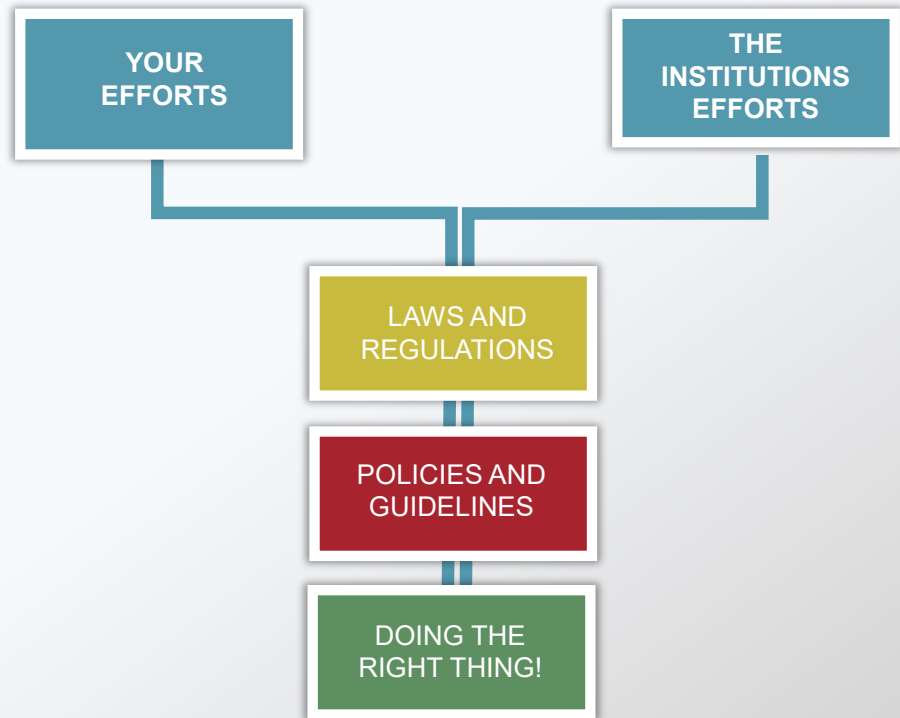 YOUR
EFFORTS
THE
INSTITUTIONS
EFFORTS
LAWS AND
REGULATIONS
POLICIES AND
GUIDELINES
DOING THE
RIGHT THING!